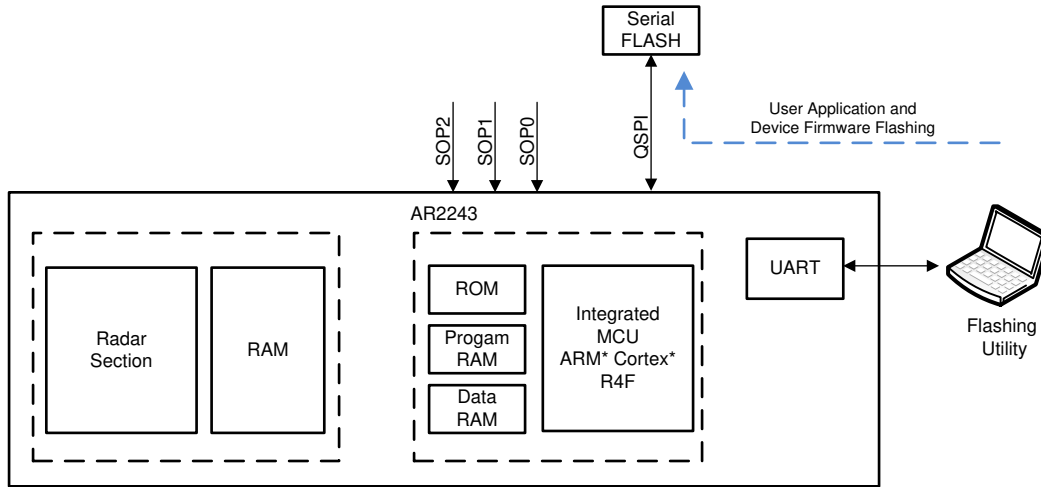 Serial
FLASH
User Application and
Device Firmware Flashing
SOP2
SOP1
SOP0
QSPI
AR2243
Radar
Section
RAM
ROM
Progam
RAM
Data
RAM
Integrated
MCU
ARM* Cortex*
R4F
UART
Flashing
Utility